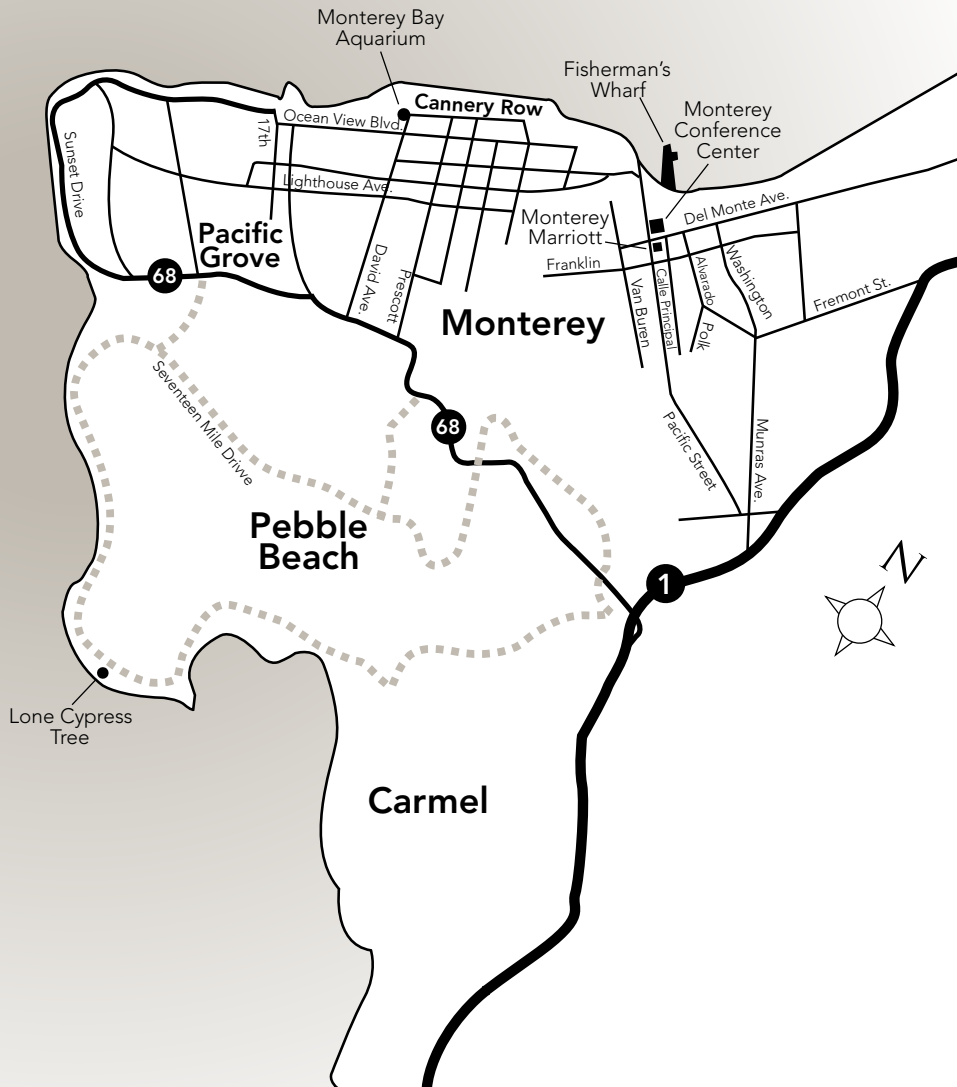 Monterey Bay
Aquarium
Fisherman's
Wharf
Monterey
Conference
Center
Cannery Row
Ocean View Blvd.
17th
Sunset Drive
Lighthouse Ave.
Pacific
Grove
68
David Ave.
Prescott
Monterey
Marriott
Del Monte Ave.
Franklin
Van Buren
Calle Principal
Alvarado
Polk
Washington
Fremont St.
Monterey
Seventeen Mile Drivve
68
Pacific Street
Munras Ave.
Pebble
Beach
1
N
Lone Cypress
Tree
Carmel